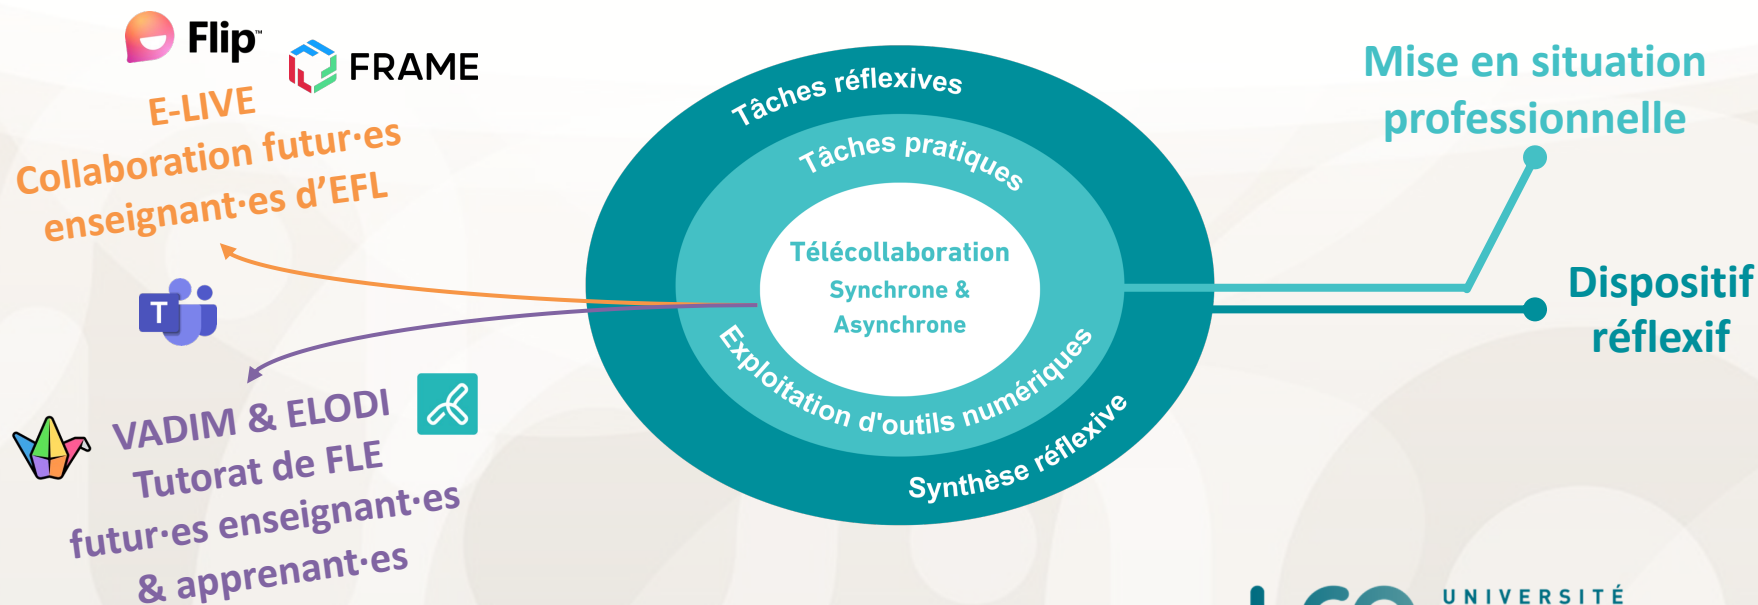 Flip™
FRAME
E-LIVE
Collaboration futur·es
enseignant·es d'EFL
T
VADIM & ELODI
Tutorat de FLE
futur·es enseignant·es
& apprenant·es
Tâches réflexives
Tâches pratiques
Télécollaboration
Synchrone &
Asynchrone
Exploitation d'outils numériques
Synthèse réflexive
Mise en situation
professionnelle
Dispositif
réflexif
UNIVERSITÉ